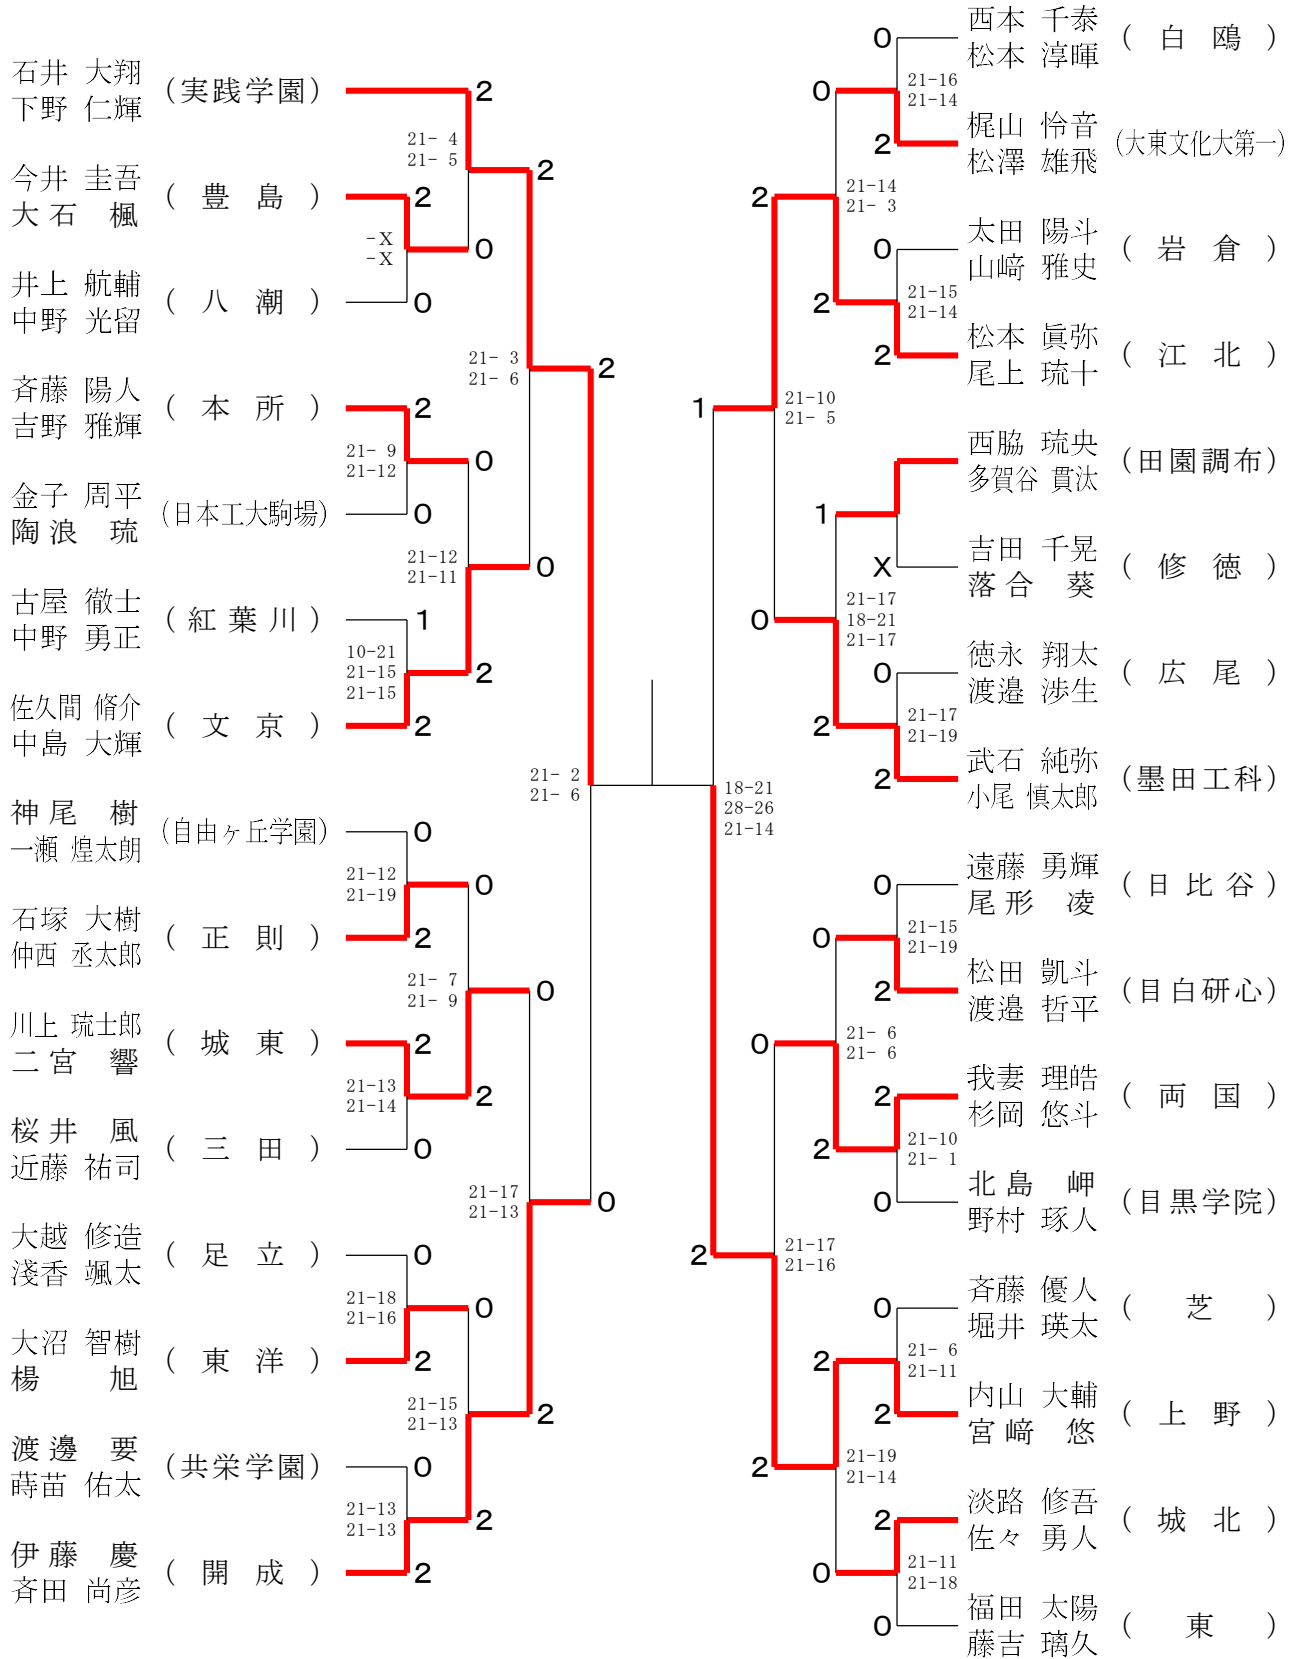 石井 大翔
下野 仁輝
(実践学園)
2
21- 4
21- 5
2
今井 圭吾
大石 楓
( 豊 島 )
2
-X
-X
0
井上 航輔
中野 光留
( 八 潮 )
0
21- 3
21- 6
2
斉藤 陽人
吉野 雅輝
( 本 所 )
2
21- 9
21-12
0
金子 周平
陶浪 琉
(日本工大駒場)
0
21-12
21-11
0
古屋 徹士
中野 勇正
( 紅 葉 川 )
1
10-21
21-15
21-15
2
佐久間 脩介
中島 大輝
( 文 京 )
2
21- 2
21- 6
神尾 樹
一瀬 煌太朗
(自由ヶ丘学園)
0
21-12
21-19
0
石塚 大樹
仲西 丞太郎
( 正 則 )
2
21- 7
21- 9
0
川上 琉士郎
二宮 響
( 城 東 )
2
21-13
21-14
2
桜井 風
近藤 祐司
( 三 田 )
0
21-17
21-13
0
大越 修造
淺香 颯太
( 足 立 )
0
21-18
21-16
0
大沼 智樹
楊 旭
( 東 洋 )
2
21-15
21-13
2
渡邊 要
蒔苗 佑太
(共栄学園)
0
21-13
21-13
2
伊藤 慶
斉田 尚彦
( 開 成 )
2
西本 千泰
松本 淳暉
( 白 鴎 )
0
21-16
21-14
0
梶山 怜音
松澤 雄飛
(大東文化大第一)
2
21-14
21- 3
2
太田 陽斗
山﨑 雅史
( 岩 倉 )
0
21-15
21-14
2
松本 眞弥
尾上 琉十
( 江 北 )
2
21-10
21- 5
1
西脇 琉央
多賀谷 貫汰
(田園調布)
1
吉田 千晃
落合 葵
( 修 徳 )
X
21-17
18-21
21-17
0
徳永 翔太
渡邉 渉生
( 広 尾 )
0
21-17
21-19
2
武石 純弥
小尾 慎太郎
(墨田工科)
2
18-21
28-26
21-14
遠藤 勇輝
尾形 凌
( 日 比 谷 )
0
21-15
21-19
0
松田 凱斗
渡邉 哲平
(目白研心)
2
21- 6
21- 6
0
我妻 理皓
杉岡 悠斗
( 両 国 )
2
21-10
21- 1
2
北島 岬
野村 琢人
(目黒学院)
0
21-17
21-16
2
斉藤 優人
堀井 瑛太
( 芝 )
0
21- 6
21-11
2
内山 大輔
宮﨑 悠
( 上 野 )
2
21-19
21-14
2
淡路 修吾
佐々 勇人
( 城 北 )
2
21-11
21-18
0
福田 太陽
藤吉 璃久
( 東 )
0